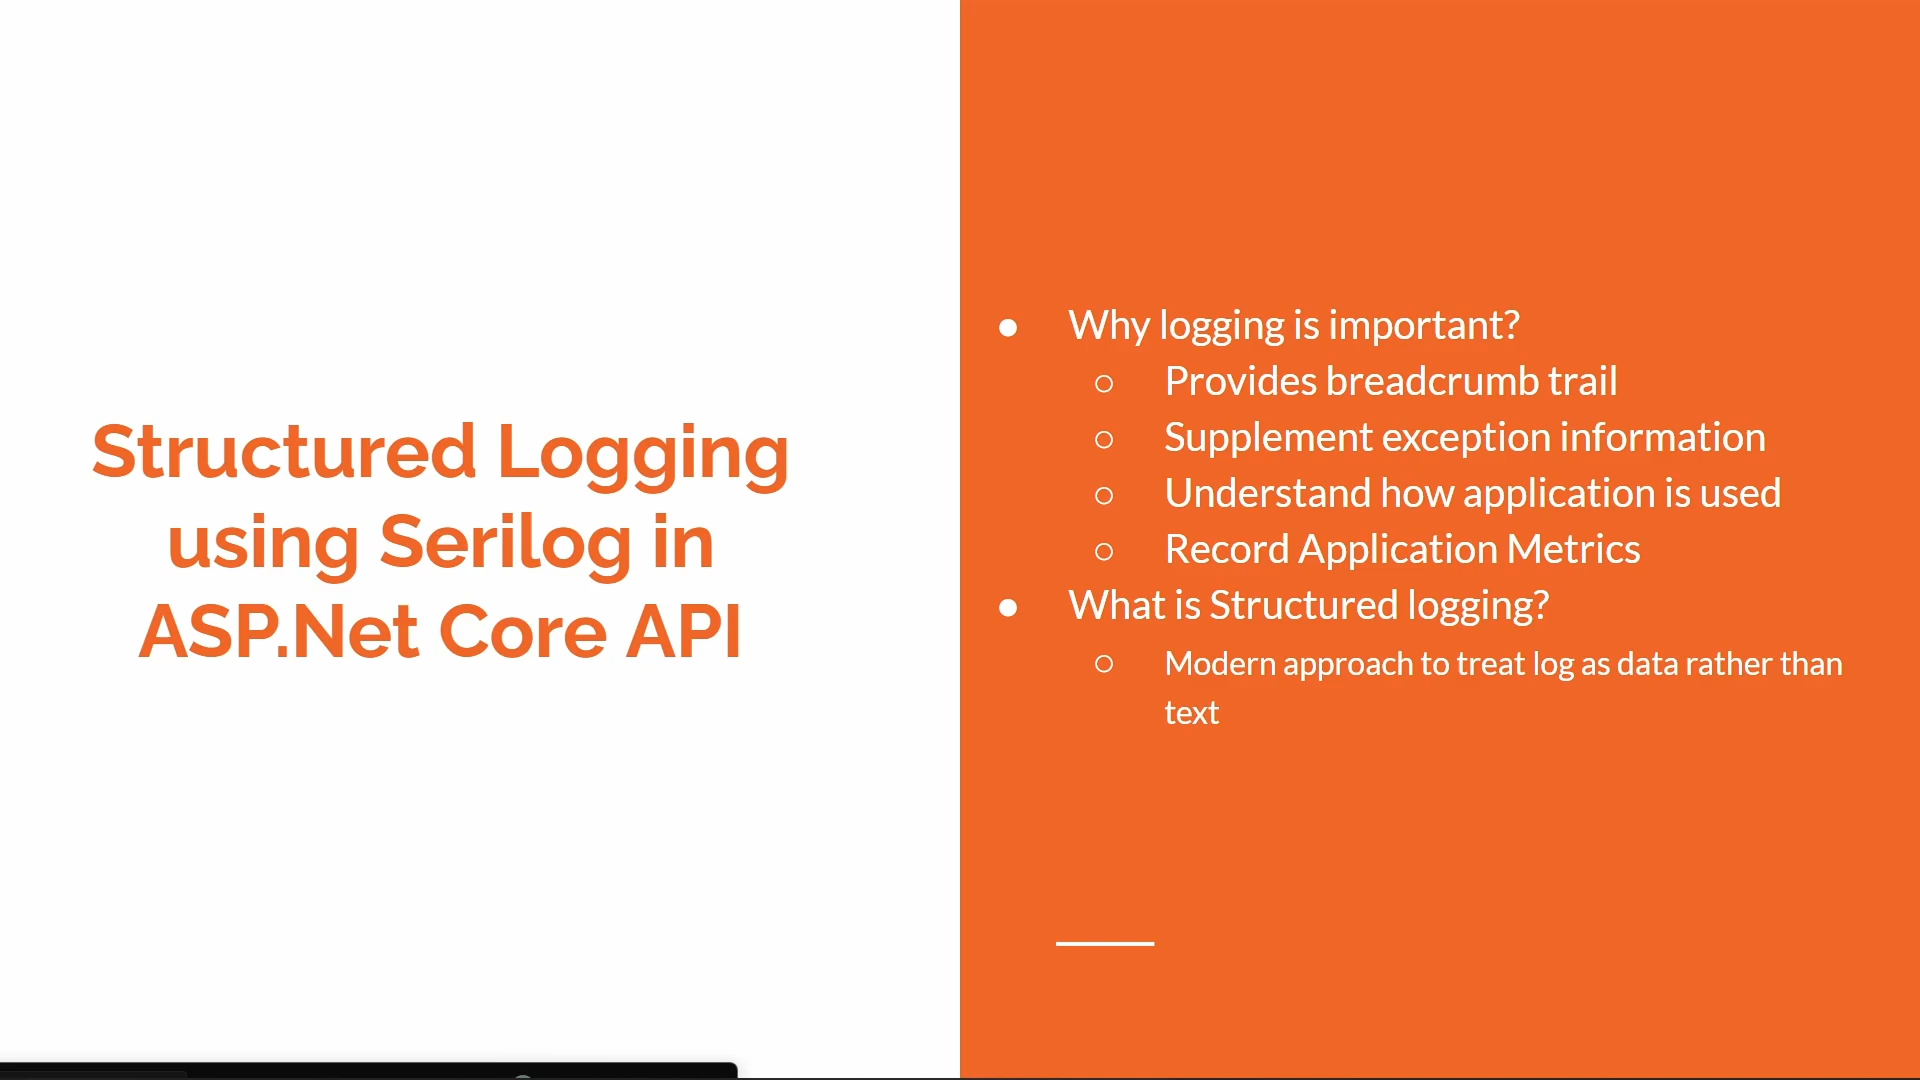 Structured Logging
using Serilog in
ASP.Net Core API
● Why logging is important?
○ Provides breadcrumb trail
○ Supplement exception information
○ Understand how application is used
○ Record Application Metrics
● What is Structured logging?
○ Modern approach to treat log as data rather than
text